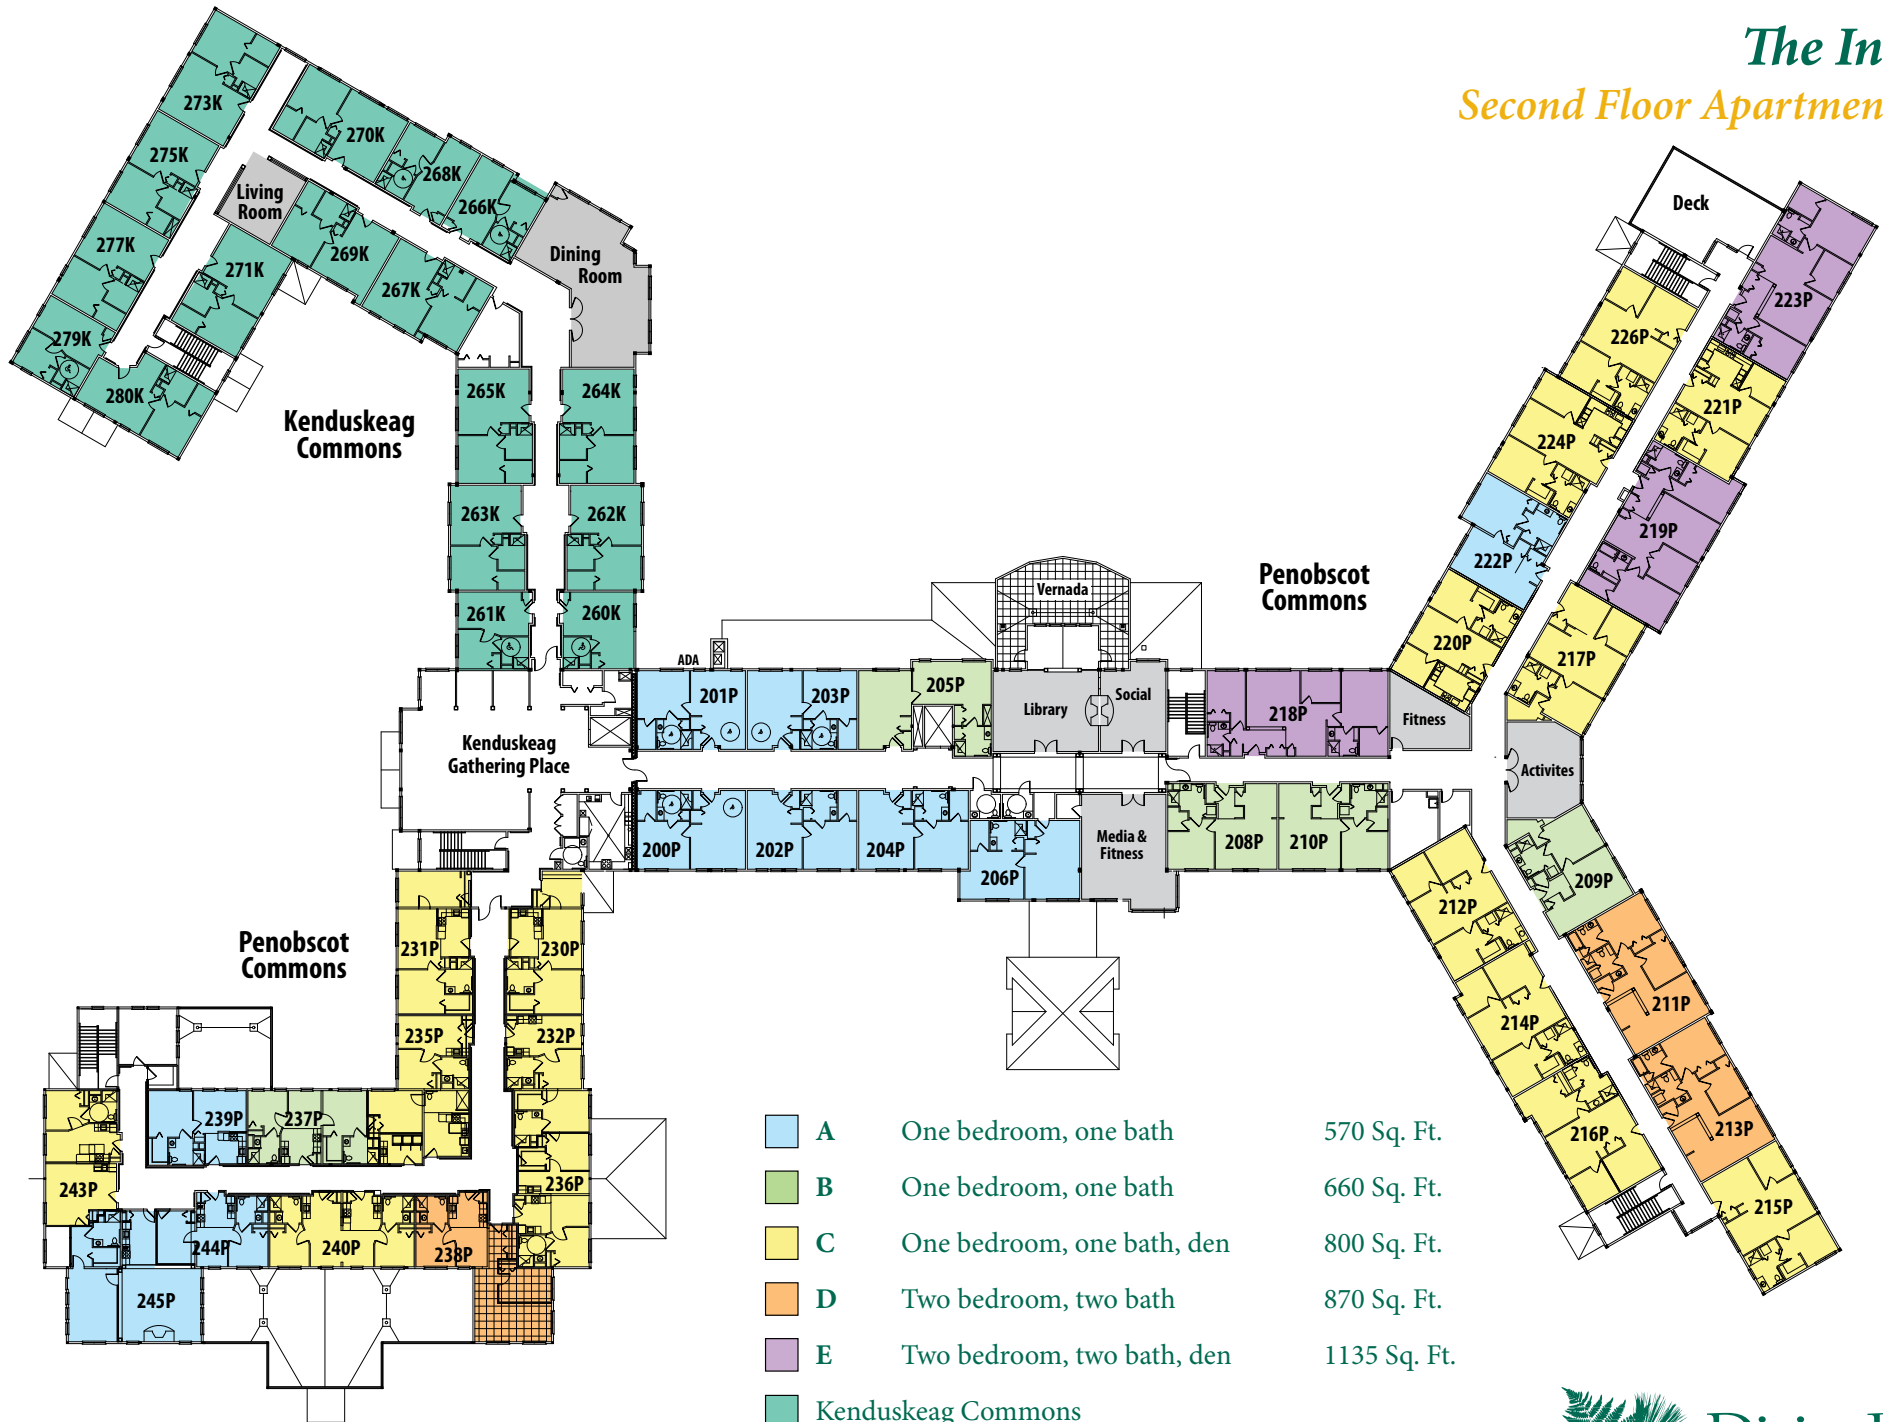 The In
Second Floor Apartmen
273K
275K
277K
279K
280K
271K
Living
Room
270K
268K
266K
269K
267K
Dining
Room
Kenduskeag
Commons
265K
264K
263K
262K
261K
260K
Kenduskeag
Gathering Place
ADA
201P
203P
205P
Vernada
Library
Social
218P
Fitness
Activites
200P
202P
204P
206P
Media &
Fitness
208P
210P
Penobscot
Commons
Deck
223P
226P
221P
224P
219P
222P
220P
217P
209P
212P
211P
214P
213P
216P
215P
Penobscot
Commons
231P
230P
235P
232P
239P
237P
243P
236P
244P
240P
238P
245P
A One bedroom, one bath 570 Sq. Ft.
B One bedroom, one bath 660 Sq. Ft.
C One bedroom, one bath, den 800 Sq. Ft.
D Two bedroom, two bath 870 Sq. Ft.
E Two bedroom, two bath, den 1135 Sq. Ft.
Kenduskeag Commons